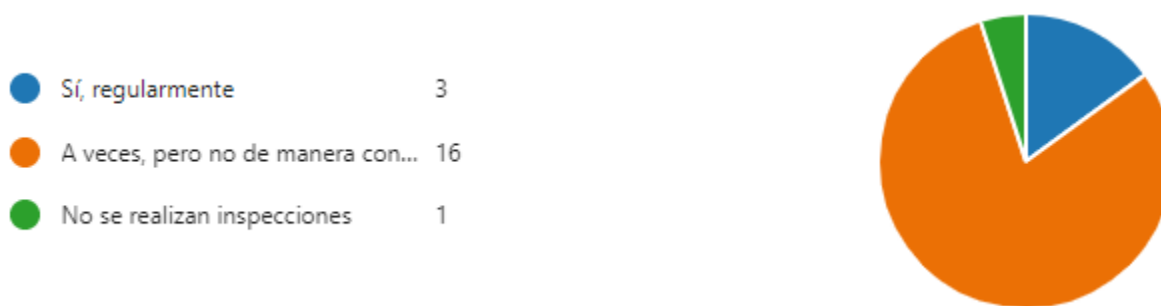 Sí, regularmente 3
A veces, pero no de manera con... 16
No se realizan inspecciones 1